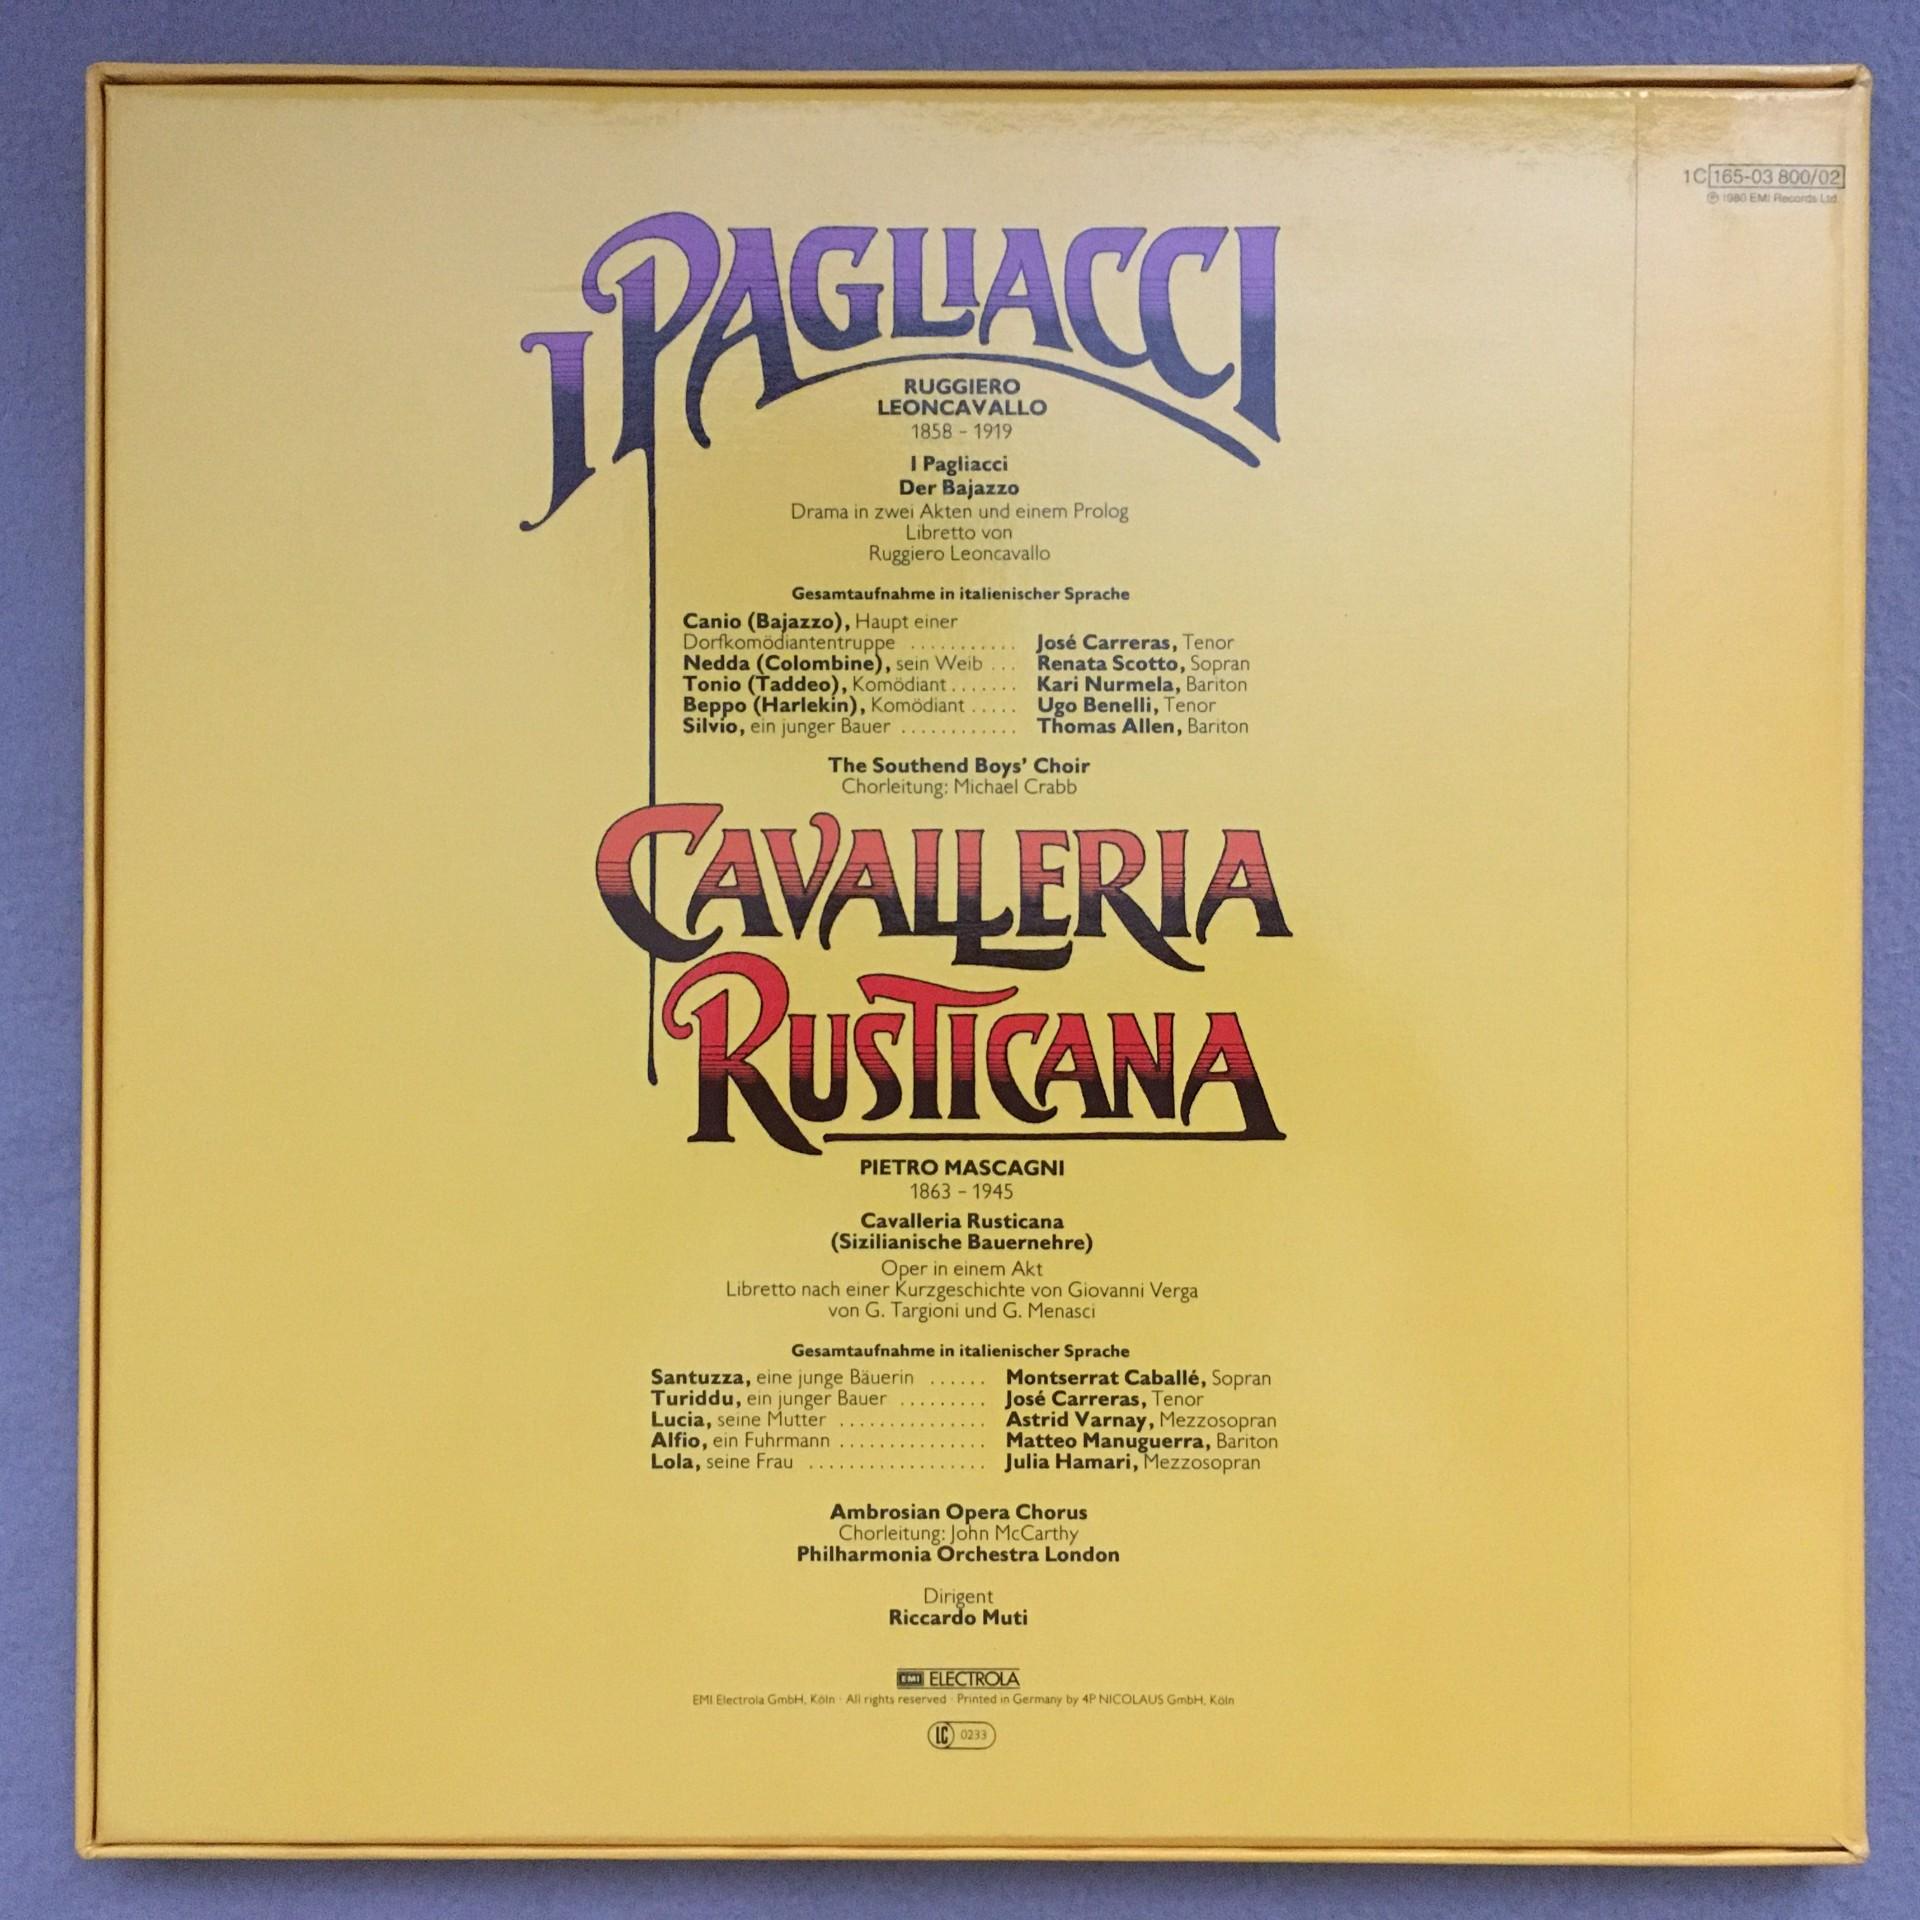 1C 165-03 800/02
℗ 1980 EMI Records Ltd.
I PAGLIACCI
RUGGIERO
LEONCAVALLO
1858 – 1919
I Pagliacci
Der Bajazzo
Drama in zwei Akten und einem Prolog
Libretto von
Ruggiero Leoncavallo
Gesamtaufnahme in italienischer Sprache
Canio (Bajazzo), Haupt einer
Dorfkomödiantentruppe ........... José Carreras, Tenor
Nedda (Colombine), sein Weib ... Renata Scotto, Sopran
Tonio (Taddeo), Komödiant ....... Kari Nurmela, Bariton
Beppo (Harlekin), Komödiant ..... Ugo Benelli, Tenor
Silvio, ein junger Bauer ............ Thomas Allen, Bariton
The Southend Boys' Choir
Chorleitung: Michael Crabb
CAVALLERIA
RUSTICANA
PIETRO MASCAGNI
1863 – 1945
Cavalleria Rusticana
(Sizilianische Bauernehre)
Oper in einem Akt
Libretto nach einer Kurzgeschichte von Giovanni Verga
von G. Targioni und G. Menasci
Gesamtaufnahme in italienischer Sprache
Santuzza, eine junge Bäuerin ...... Montserrat Caballé, Sopran
Turiddu, ein junger Bauer ......... José Carreras, Tenor
Lucia, seine Mutter ............... Astrid Varnay, Mezzosopran
Alfio, ein Fuhrmann ............... Matteo Manuguerra, Bariton
Lola, seine Frau .................. Julia Hamari, Mezzosopran
Ambrosian Opera Chorus
Chorleitung: John McCarthy
Philharmonia Orchestra London
Dirigent
Riccardo Muti
EMI ELECTROLA
EMI Electrola GmbH, Köln · All rights reserved · Printed in Germany by 4P NICOLAUS GmbH, Köln
LC 0233